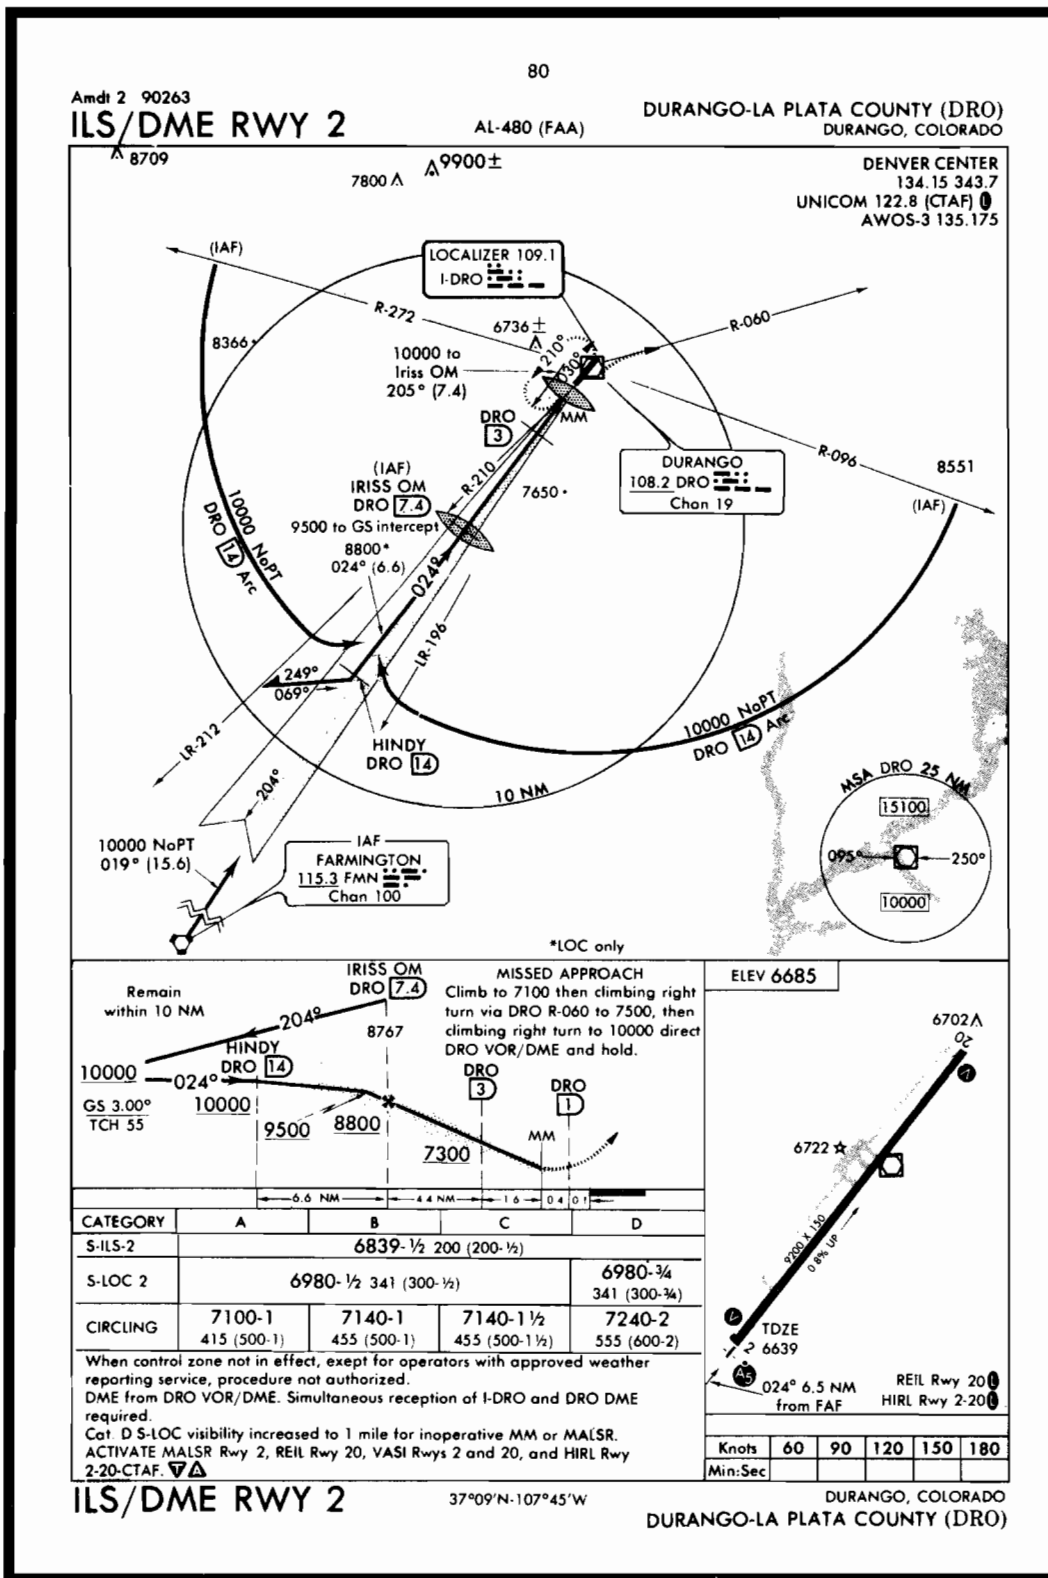 80
Amdt 2 90263
ILS/DME RWY 2
AL-480 (FAA)
DURANGO-LA PLATA COUNTY (DRO)
DURANGO, COLORADO
8709
7800
9900±
DENVER CENTER
134.15 343.7
UNICOM 122.8 (CTAF) L
AWOS-3 135.175
(IAF)
LOCALIZER 109.1
I-DRO
R-272
R-060
8366
6736±
10000 to
Iriss OM
205° (7.4)
210°
030°
MM
DRO
3
R-210
R-096
8551
(IAF)
DURANGO
108.2 DRO
Chan 19
(IAF)
IRISS OM
DRO 7.4
7650
9500 to GS intercept
8800*
024° (6.6)
024°
10000 NoPT
DRO 14 Arc
LR-196
249°
069°
LR-212
HINDY
DRO 14
10000 NoPT
DRO 14 Arc
204°
10 NM
MSA DRO 25 NM
15100
095°
250°
10000
10000 NoPT
019° (15.6)
IAF
FARMINGTON
115.3 FMN
Chan 100
*LOC only
Remain
within 10 NM
IRISS OM
DRO 7.4
204°
8767
MISSED APPROACH
Climb to 7100 then climbing right
turn via DRO R-060 to 7500, then
climbing right turn to 10000 direct
DRO VOR/DME and hold.
HINDY
DRO 14
10000
024°
10000
GS 3.00°
TCH 55
9500
8800
7300
DRO
3
DRO
1
MM
6.6 NM
4.4 NM
1.6
0.4
0.1
ELEV 6685
6702
20
6722
9200 X 150
0.8% UP
TDZE
6639
2
A5
024° 6.5 NM
from FAF
REIL Rwy 20 L
HIRL Rwy 2-20 L
CATEGORY A B C D
S-ILS-2 6839-½ 200 (200-½)
S-LOC 2 6980-½ 341 (300-½) 6980-¾
341 (300-¾)
CIRCLING 7100-1 7140-1 7140-1½ 7240-2
415 (500-1) 455 (500-1) 455 (500-1½) 555 (600-2)
When control zone not in effect, exept for operators with approved weather
reporting service, procedure not authorized.
DME from DRO VOR/DME. Simultaneous reception of I-DRO and DRO DME
required.
Cat. D S-LOC visibility increased to 1 mile for inoperative MM or MALSR.
ACTIVATE MALSR Rwy 2, REIL Rwy 20, VASI Rwys 2 and 20, and HIRL Rwy
2-20-CTAF. T A
Knots 60 90 120 150 180
Min:Sec
ILS/DME RWY 2
37°09'N-107°45'W
DURANGO, COLORADO
DURANGO-LA PLATA COUNTY (DRO)